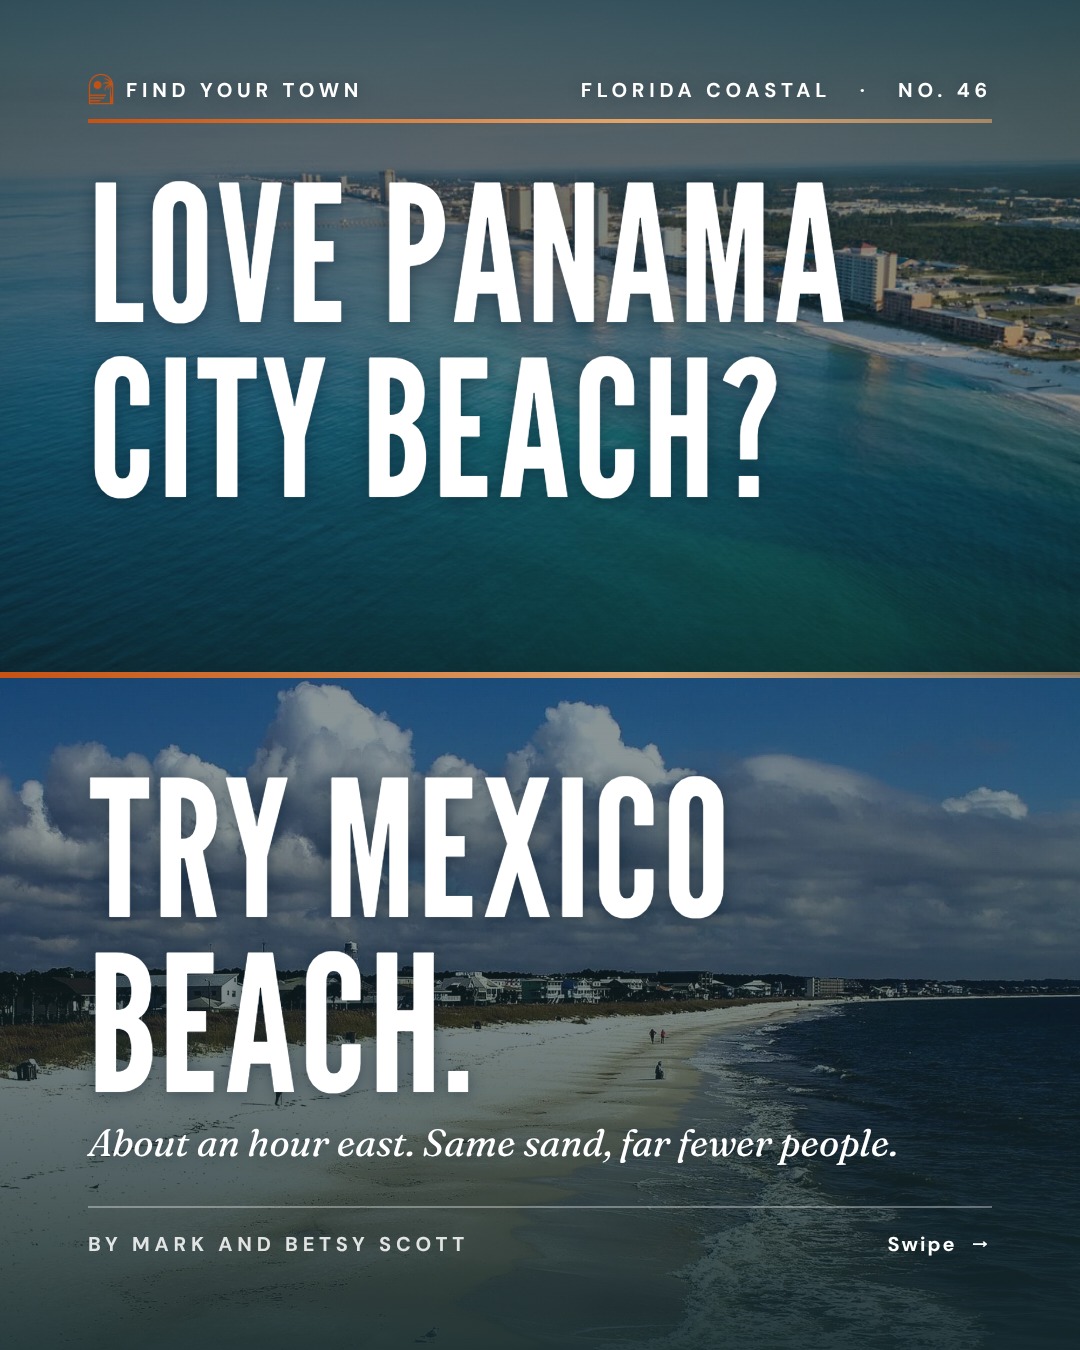 FIND YOUR TOWN
FLORIDA COASTAL · NO. 46
LOVE PANAMA
CITY BEACH?
TRY MEXICO
BEACH.
About an hour east. Same sand, far fewer people.
BY MARK AND BETSY SCOTT
Swipe →